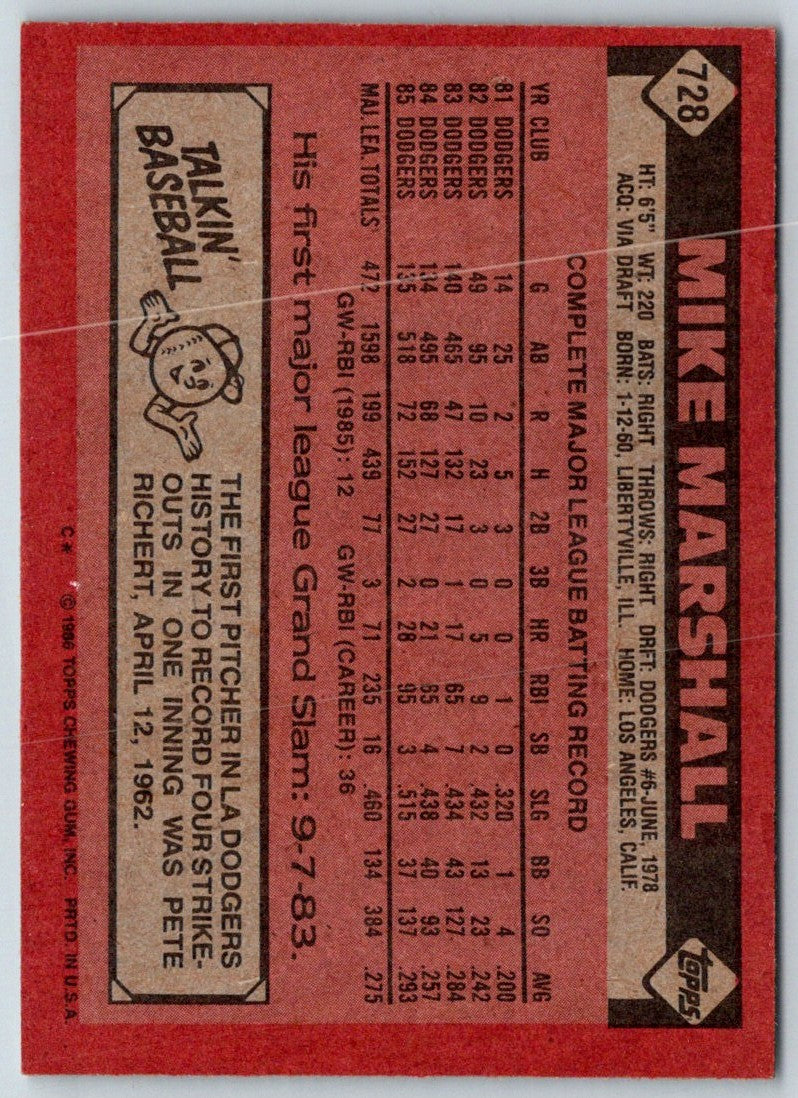 728
MIKE MARSHALL
topps
HT: 6'5" WT: 220 BATS: RIGHT THROWS: RIGHT DRFT: DODGERS #6-JUNE, 1978
ACQ: VIA DRAFT BORN: 1-12-60, LIBERTYVILLE, ILL. HOME: LOS ANGELES, CALIF.
COMPLETE MAJOR LEAGUE BATTING RECORD
YR CLUB G AB R H 2B 3B HR RBI SB SLG BB SO AVG
81 DODGERS 14 25 2 5 3 0 0 1 0 .320 1 4 .200
82 DODGERS 49 95 10 23 3 0 5 9 2 .432 13 23 .242
83 DODGERS 140 465 47 132 17 1 17 65 7 .434 43 127 .284
84 DODGERS 134 495 68 127 27 0 21 65 4 .438 40 93 .257
85 DODGERS 135 518 72 152 27 2 28 95 3 .515 37 137 .293
MAJ. LEA. TOTALS 472 1598 199 439 77 3 71 235 16 .460 134 384 .275
GW-RBI (1985): 12 GW-RBI (CAREER): 36
His first major league Grand Slam: 9-7-83.
TALKIN'
BASEBALL
THE FIRST PITCHER IN LA DODGERS
HISTORY TO RECORD FOUR STRIKE-
OUTS IN ONE INNING WAS PETE
RICHERT, APRIL 12, 1962.
C* © 1986 TOPPS CHEWING GUM, INC. PRTD. IN U.S.A.